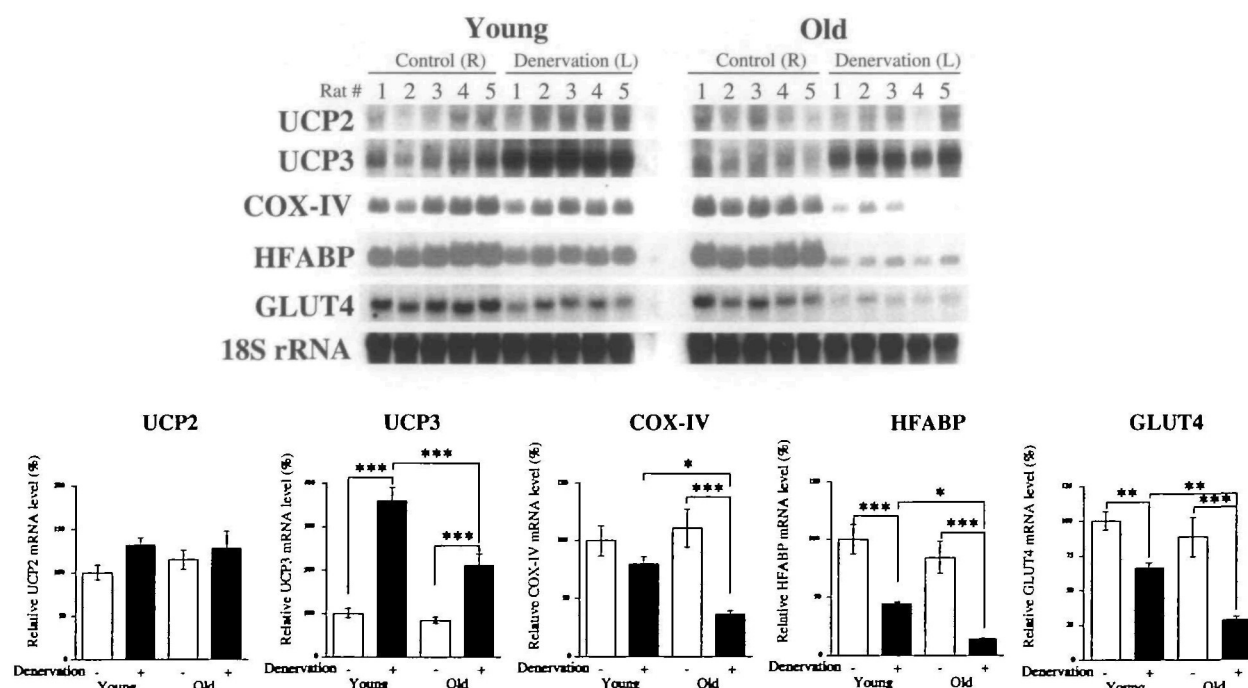 Young Old
Control (R) Denervation (L) Control (R) Denervation (L)
Rat # 1 2 3 4 5 1 2 3 4 5 1 2 3 4 5 1 2 3 4 5
UCP2
UCP3
COX-IV
HFABP
GLUT4
18S rRNA
UCP2 UCP3 COX-IV HFABP GLUT4
Relative UCP2 mRNA level (%)
Relative UCP3 mRNA level (%)
*** *** ***
Relative COX-IV mRNA level (%)
* ***
Relative HFABP mRNA level (%)
*** * ***
Relative GLUT4 mRNA level (%)
** ** ***
Denervation - + - + Denervation - + - + Denervation - + - + Denervation - + - + Denervation - + - +
Young Old Young Old Young Old Young Old Young Old